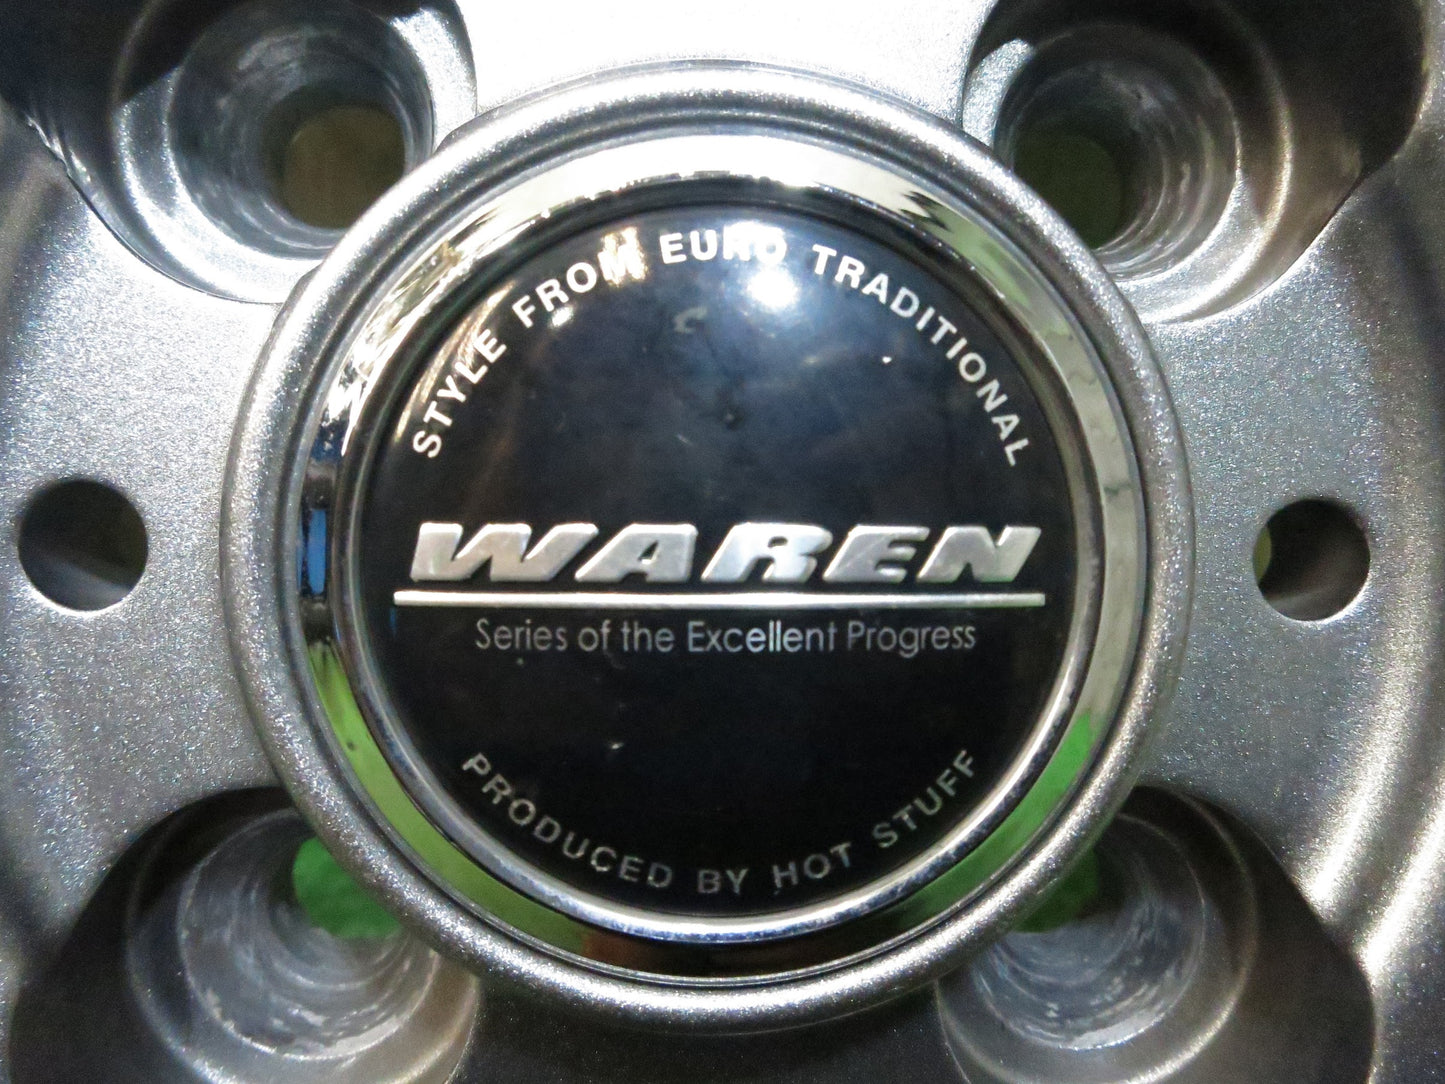 STYLE FROM EURO TRADITIONAL
WAREN
Series of the Excellent Progress
PRODUCED BY HOT STUFF